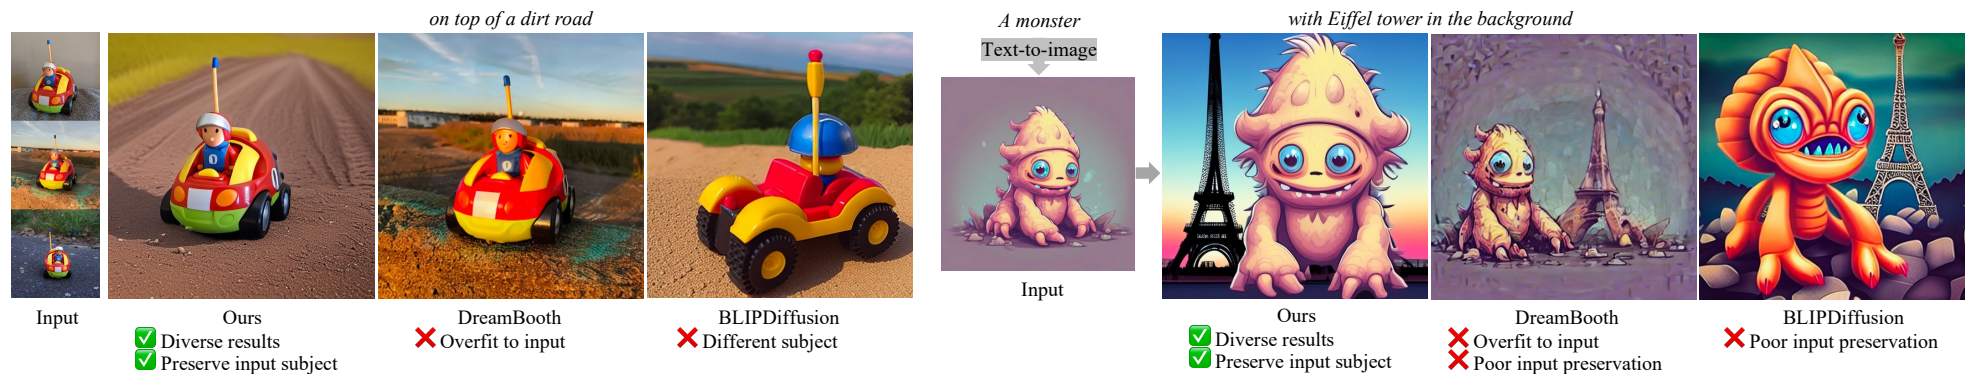 on top of a dirt road
Input
Ours
✅ Diverse results
✅ Preserve input subject
DreamBooth
❌ Overfit to input
BLIPDiffusion
❌ Different subject
A monster
Text-to-image
Input
with Eiffel tower in the background
Ours
✅ Diverse results
✅ Preserve input subject
DreamBooth
❌ Overfit to input
❌ Poor input preservation
BLIPDiffusion
❌ Poor input preservation